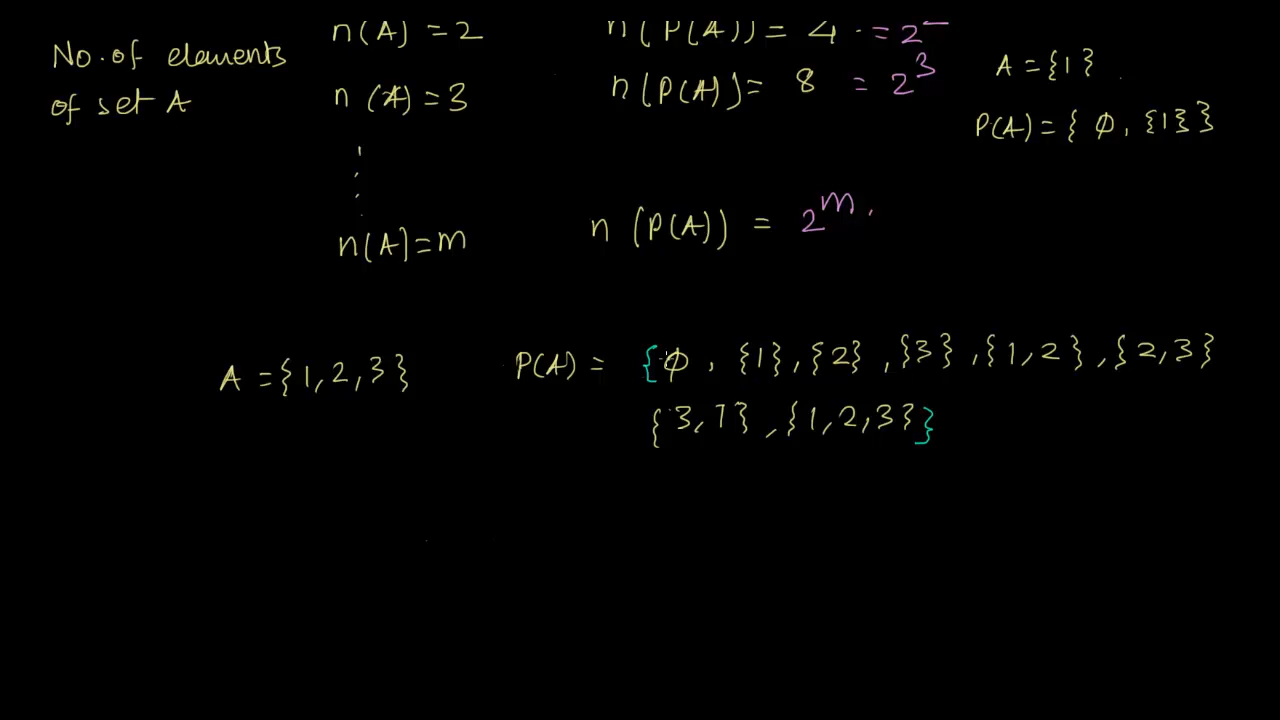 n(A) = 2 n(P(A)) = 4 = 2²
No. of elements A = {1}
of set A n(A) = 3 n(P(A)) = 8 = 2³
P(A) = { ϕ, {1} }
n(A) = m n(P(A)) = 2ᵐ.
A = {1, 2, 3} P(A) = { ϕ, {1}, {2}, {3}, {1, 2}, {2, 3}
{3, 1}, {1, 2, 3} }